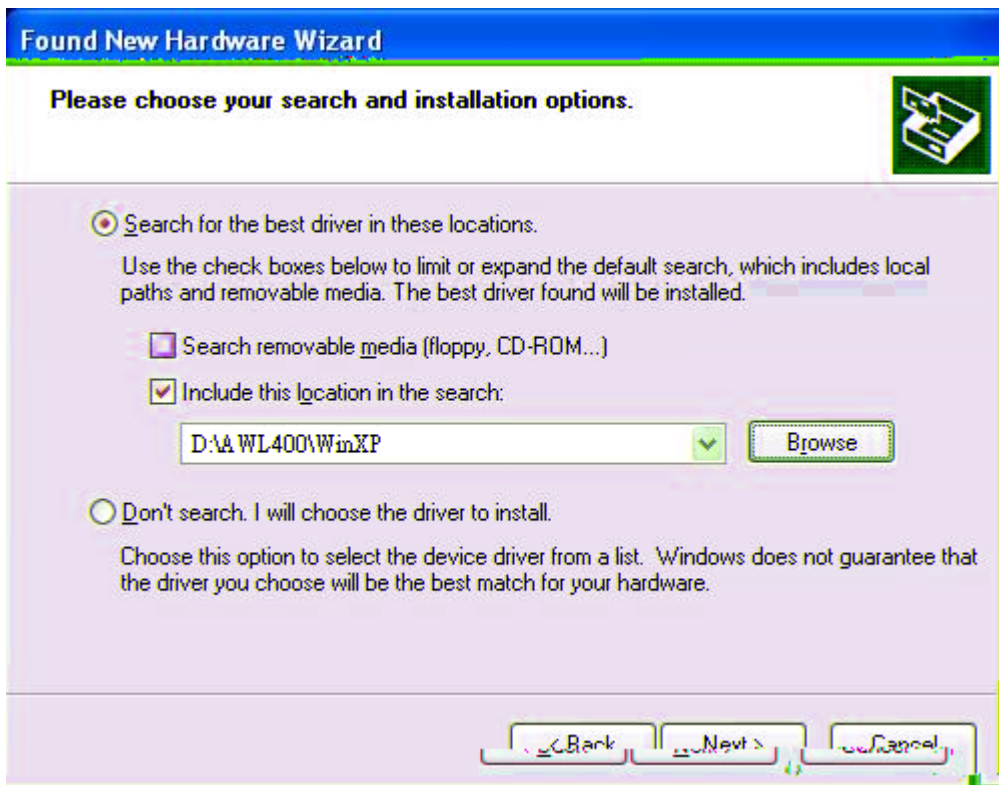 Found New Hardware Wizard
Please choose your search and installation options.
Search for the best driver in these locations.
Use the check boxes below to limit or expand the default search, which includes local
paths and removable media. The best driver found will be installed.
Search removable media (floppy, CD-ROM...)
Include this location in the search:
D:\AWL400\WinXP
Browse
Don't search. I will choose the driver to install.
Choose this option to select the device driver from a list. Windows does not guarantee that
the driver you choose will be the best match for your hardware.
< Back
Next >
Cancel